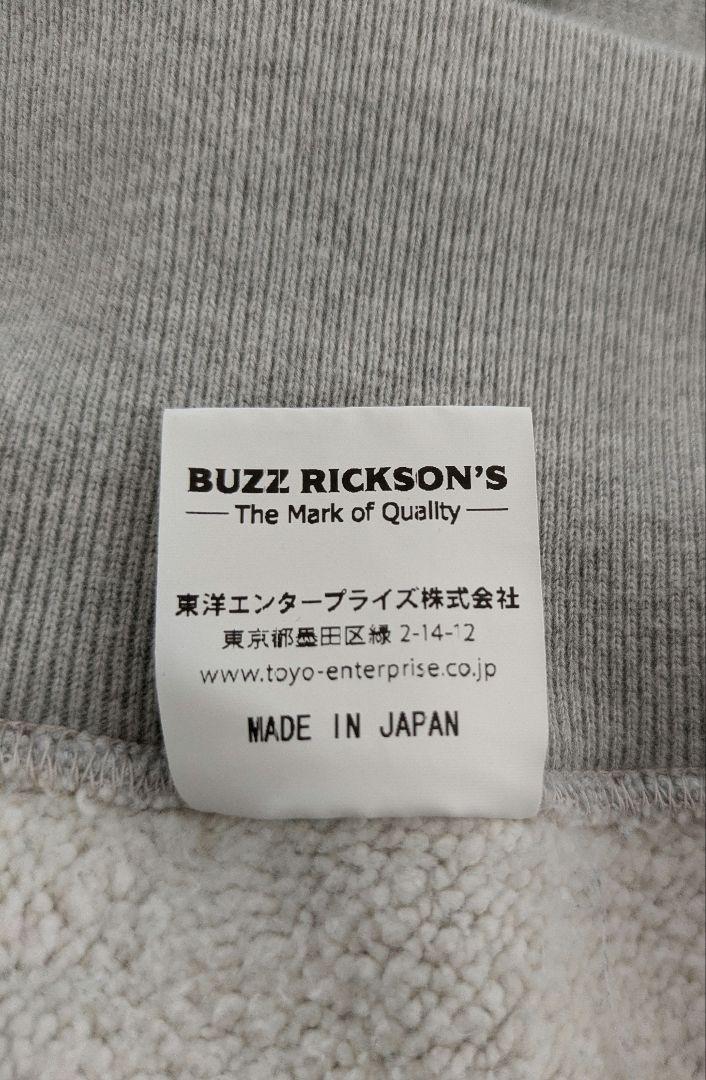 BUZZ RICKSON'S
The Mark of Quality
東洋エンタープライズ株式会社
東京都墨田区緑 2-14-12
www.toyo-enterprise.co.jp
MADE IN JAPAN